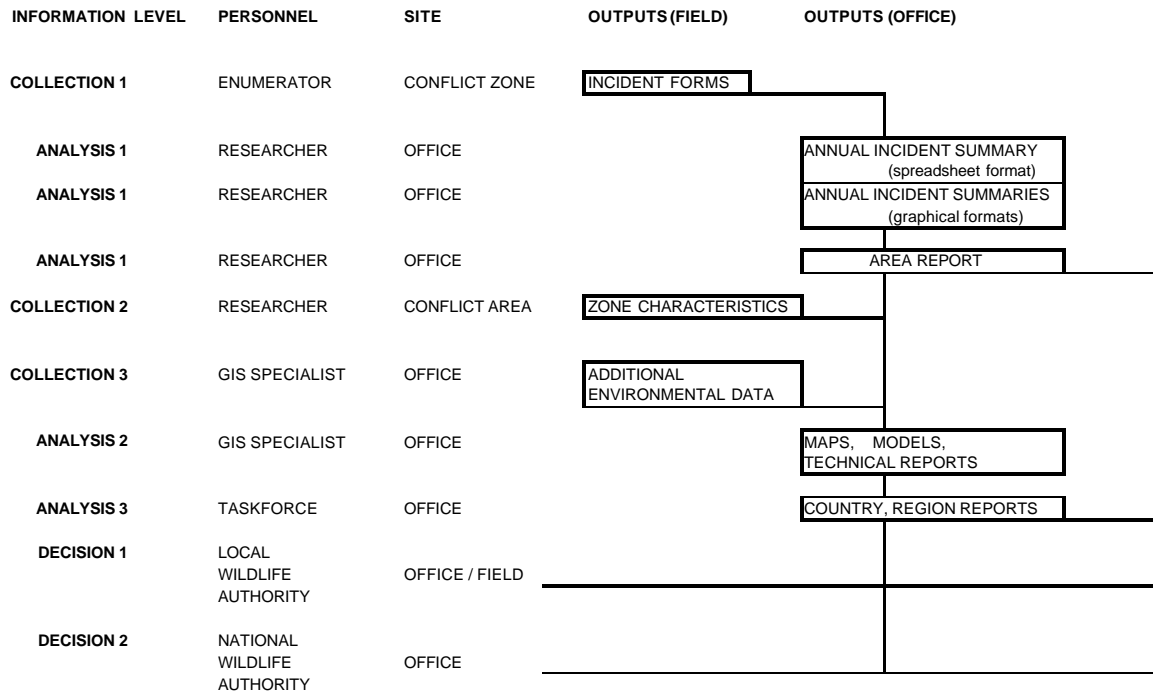 INFORMATION LEVEL PERSONNEL SITE OUTPUTS (FIELD) OUTPUTS (OFFICE)
COLLECTION 1 ENUMERATOR CONFLICT ZONE INCIDENT FORMS
ANALYSIS 1 RESEARCHER OFFICE ANNUAL INCIDENT SUMMARY
(spreadsheet format)
ANALYSIS 1 RESEARCHER OFFICE ANNUAL INCIDENT SUMMARIES
(graphical formats)
ANALYSIS 1 RESEARCHER OFFICE AREA REPORT
COLLECTION 2 RESEARCHER CONFLICT AREA ZONE CHARACTERISTICS
COLLECTION 3 GIS SPECIALIST OFFICE ADDITIONAL
ENVIRONMENTAL DATA
ANALYSIS 2 GIS SPECIALIST OFFICE MAPS, MODELS,
TECHNICAL REPORTS
ANALYSIS 3 TASKFORCE OFFICE COUNTRY, REGION REPORTS
DECISION 1 LOCAL
WILDLIFE OFFICE / FIELD
AUTHORITY
DECISION 2 NATIONAL
WILDLIFE OFFICE
AUTHORITY